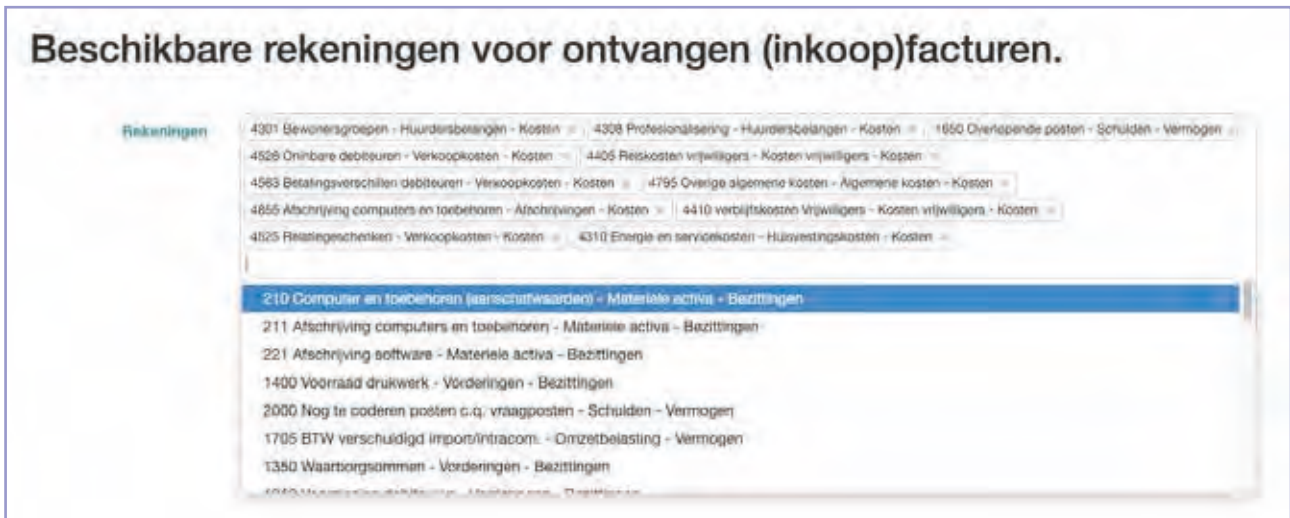 Beschikbare rekeningen voor ontvangen (inkoop)facturen.
Rekeningen
4301 Bewonersgroepen - Huurdersbelangen - Kosten × 4308 Profesionalisering - Huurdersbelangen - Kosten × 1650 Overlopende posten - Schulden - Vermogen ×
4526 Oninbare debiteuren - Verkoopkosten - Kosten × 4405 Reiskosten vrijwilligers - Kosten vrijwilligers - Kosten ×
4563 Betalingsverschillen debiteuren - Verkoopkosten - Kosten × 4795 Overige algemene kosten - Algemene kosten - Kosten ×
4855 Afschrijving computers en toebehoren - Afschrijvingen - Kosten × 4410 verblijfskosten Vrijwilligers - Kosten vrijwilligers - Kosten ×
4525 Relatiegeschenken - Verkoopkosten - Kosten × 4310 Energie en servicekosten - Huisvestingskosten - Kosten ×
210 Computer en toebehoren (aanschafwaarden) - Materiele activa - Bezittingen
211 Afschrijving computers en toebehoren - Materiele activa - Bezittingen
221 Afschrijving software - Materiele activa - Bezittingen
1400 Voorraad drukwerk - Vorderingen - Bezittingen
2000 Nog te coderen posten c.q. vraagposten - Schulden - Vermogen
1705 BTW verschuldigd import/intracom. - Omzetbelasting - Vermogen
1350 Waarborgsommen - Vorderingen - Bezittingen